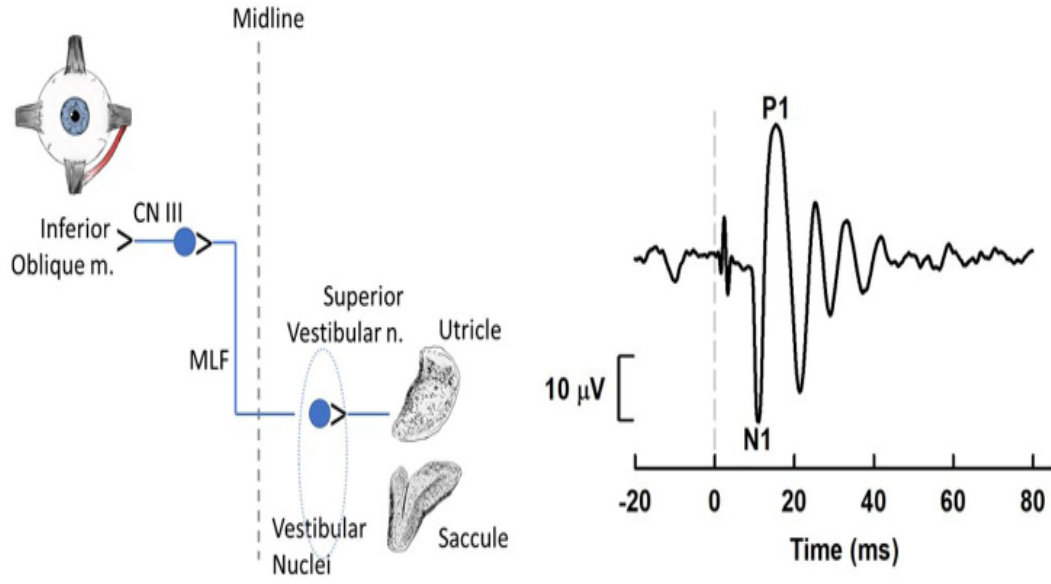 Midline
CN III
Inferior
Oblique m.
Superior
Vestibular n.
Utricle
MLF
Vestibular
Nuclei
Saccule
P1
10 μV
N1
-20 0 20 40 60 80
Time (ms)